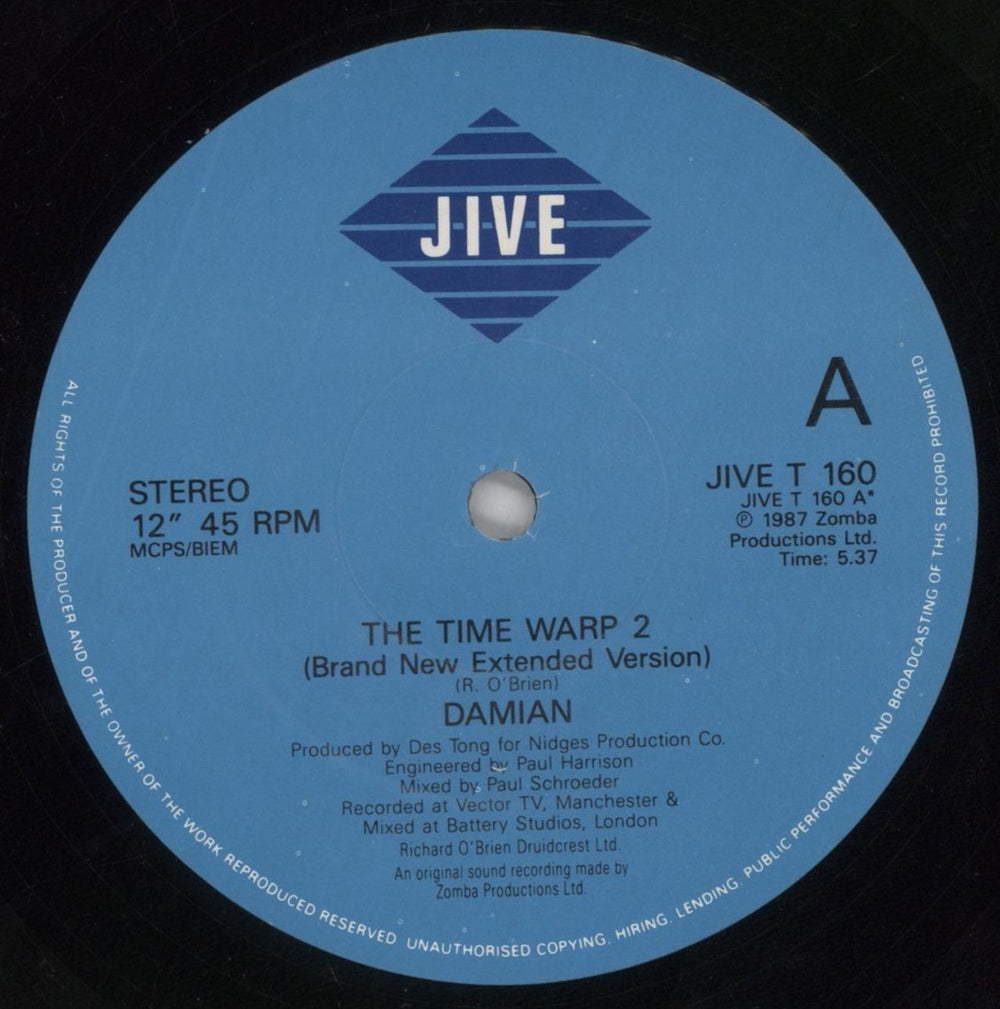 JIVE
A
STEREO
12" 45 RPM
MCPS/BIEM
JIVE T 160
JIVE T 160 A*
℗ 1987 Zomba
Productions Ltd.
Time: 5.37
THE TIME WARP 2
(Brand New Extended Version)
(R. O'Brien)
DAMIAN
Produced by Des Tong for Nidges Production Co.
Engineered by Paul Harrison
Mixed by Paul Schroeder
Recorded at Vector TV, Manchester &
Mixed at Battery Studios, London
Richard O'Brien Druidcrest Ltd.
An original sound recording made by
Zomba Productions Ltd.
ALL RIGHTS OF THE PRODUCER AND OF THE OWNER OF THE WORK REPRODUCED RESERVED UNAUTHORISED COPYING. HIRING. LENDING. PUBLIC PERFORMANCE AND BROADCASTING OF THIS RECORD PROHIBITED